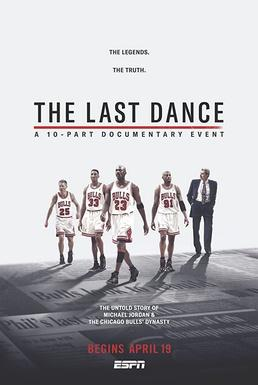 THE LEGENDS.
THE TRUTH.
THE LAST DANCE
A 10-PART DOCUMENTARY EVENT
BULLS
25
BULLS
33
BULLS
23
BULLS
91
THE UNTOLD STORY OF
MICHAEL JORDAN &
THE CHICAGO BULLS' DYNASTY
BEGINS APRIL 19
ESPN